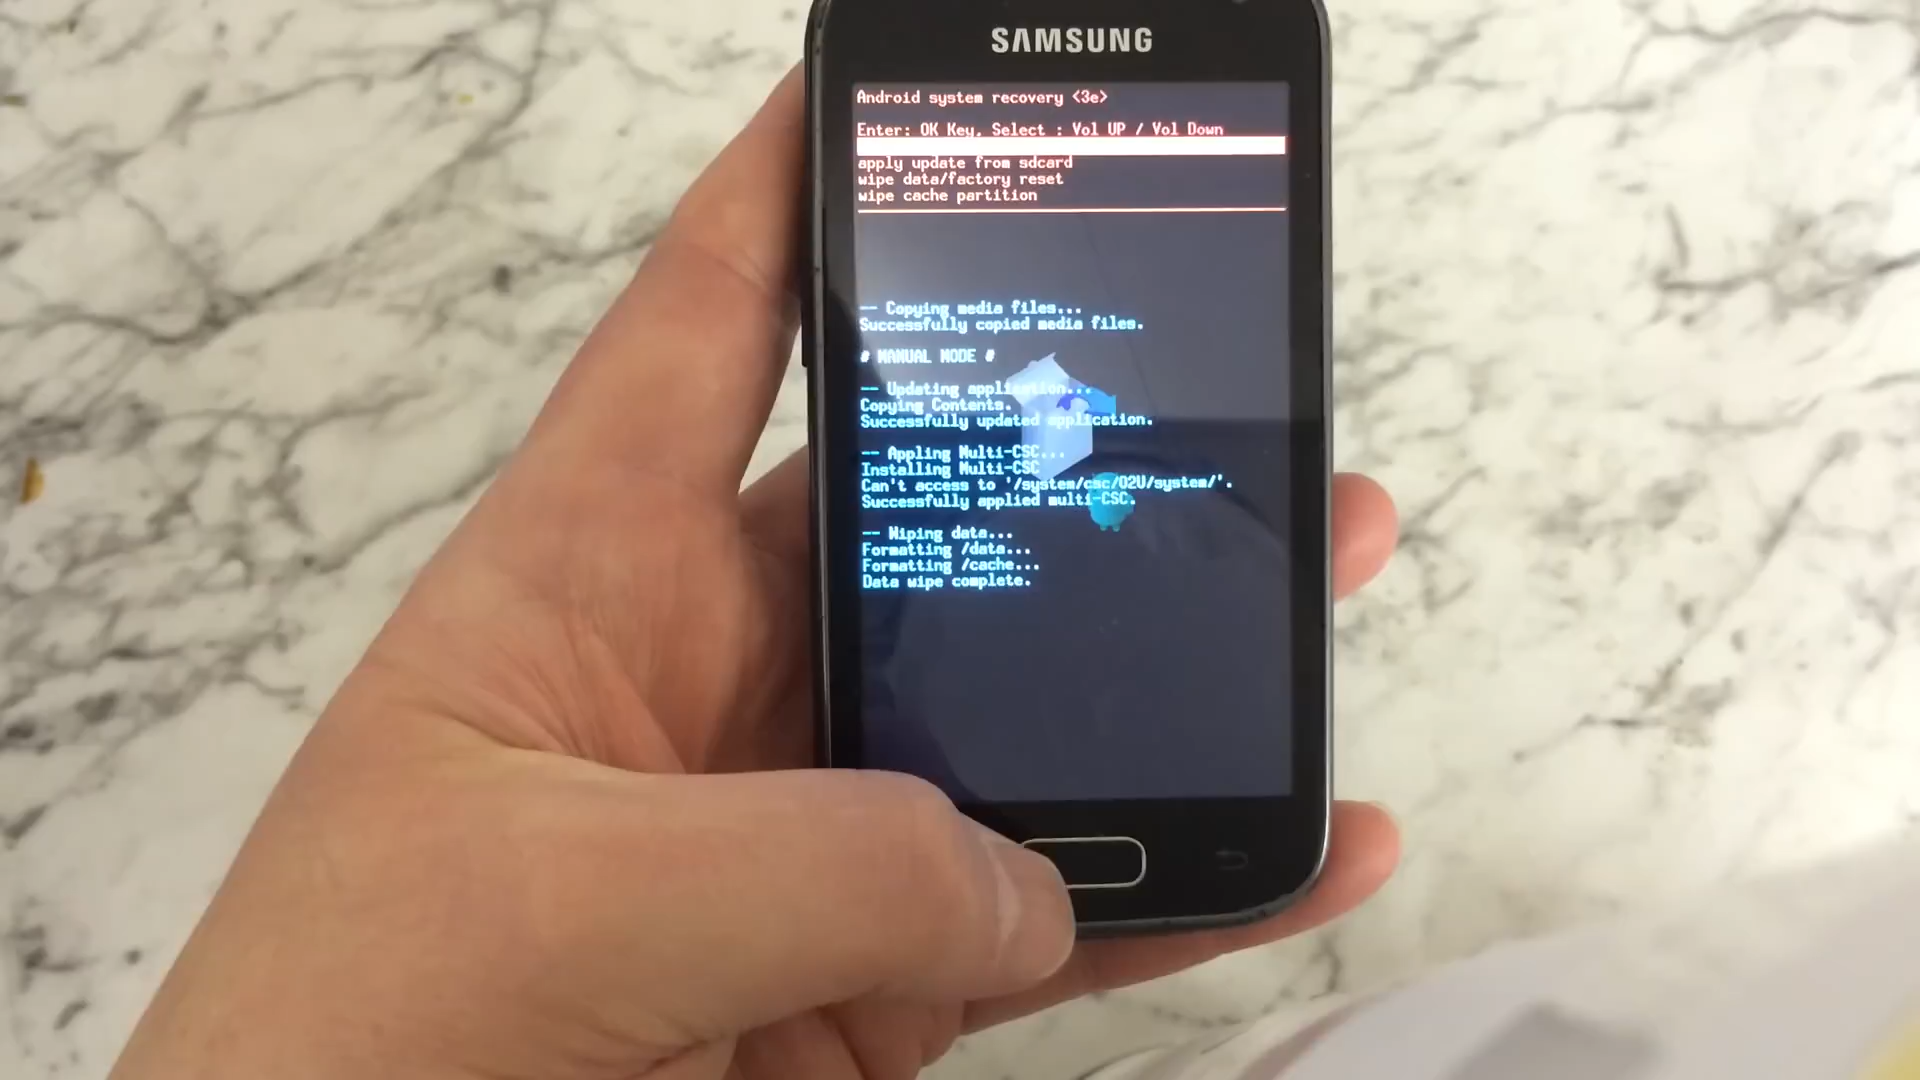 SAMSUNG
Android system recovery <3e>
Enter: OK Key, Select : Vol UP / Vol Down
apply update from sdcard
wipe data/factory reset
wipe cache partition
-- Copying media files...
Successfully copied media files.
# MANUAL MODE #
-- Updating application...
Copying Contents.
Successfully updated application.
-- Appling Multi-CSC...
Installing Multi-CSC
Can't access to '/system/csc/O2U/system/'.
Successfully applied multi-CSC.
-- Wiping data...
Formatting /data...
Formatting /cache...
Data wipe complete.